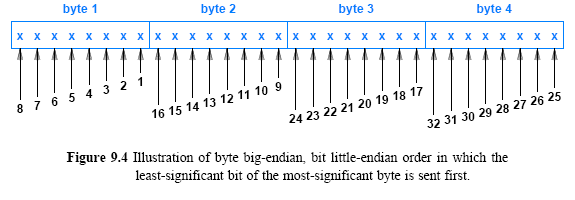 byte 1 byte 2 byte 3 byte 4
x x x x x x x x x x x x x x x x x x x x x x x x x x x x x x x x
8 7 6 5 4 3 2 1 16 15 14 13 12 11 10 9 24 23 22 21 20 19 18 17 32 31 30 29 28 27 26 25
Figure 9.4 Illustration of byte big-endian, bit little-endian order in which the
least-significant bit of the most-significant byte is sent first.